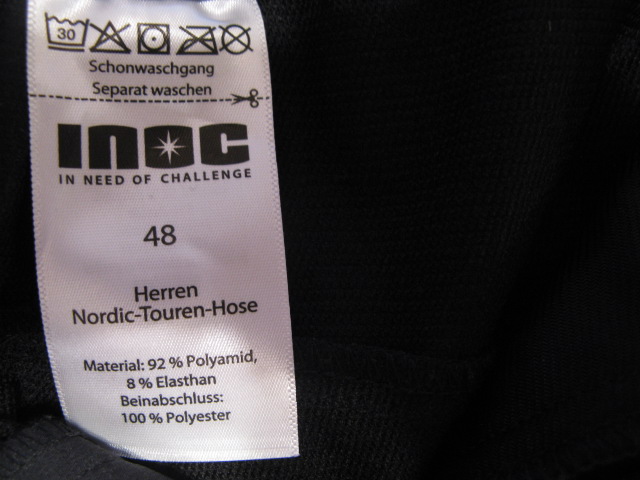 30
Schonwaschgang
Separat waschen
INOC
IN NEED OF CHALLENGE
48
Herren
Nordic-Touren-Hose
Material: 92 % Polyamid,
8 % Elasthan
Beinabschluss:
100 % Polyester